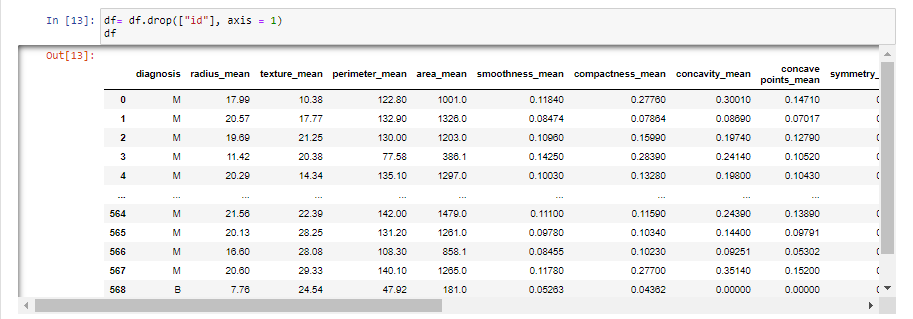 In [13]: df= df.drop(["id"], axis = 1)
df
Out[13]:
diagnosis radius_mean texture_mean perimeter_mean area_mean smoothness_mean compactness_mean concavity_mean concave points_mean symmetry_
0 M 17.99 10.38 122.80 1001.0 0.11840 0.27760 0.30010 0.14710
1 M 20.57 17.77 132.90 1326.0 0.08474 0.07864 0.08690 0.07017
2 M 19.69 21.25 130.00 1203.0 0.10960 0.15990 0.19740 0.12790
3 M 11.42 20.38 77.58 386.1 0.14250 0.28390 0.24140 0.10520
4 M 20.29 14.34 135.10 1297.0 0.10030 0.13280 0.19800 0.10430
... ... ... ... ... ... ... ... ... ...
564 M 21.56 22.39 142.00 1479.0 0.11100 0.11590 0.24390 0.13890
565 M 20.13 28.25 131.20 1261.0 0.09780 0.10340 0.14400 0.09791
566 M 16.60 28.08 108.30 858.1 0.08455 0.10230 0.09251 0.05302
567 M 20.60 29.33 140.10 1265.0 0.11780 0.27700 0.35140 0.15200
568 B 7.76 24.54 47.92 181.0 0.05263 0.04362 0.00000 0.00000